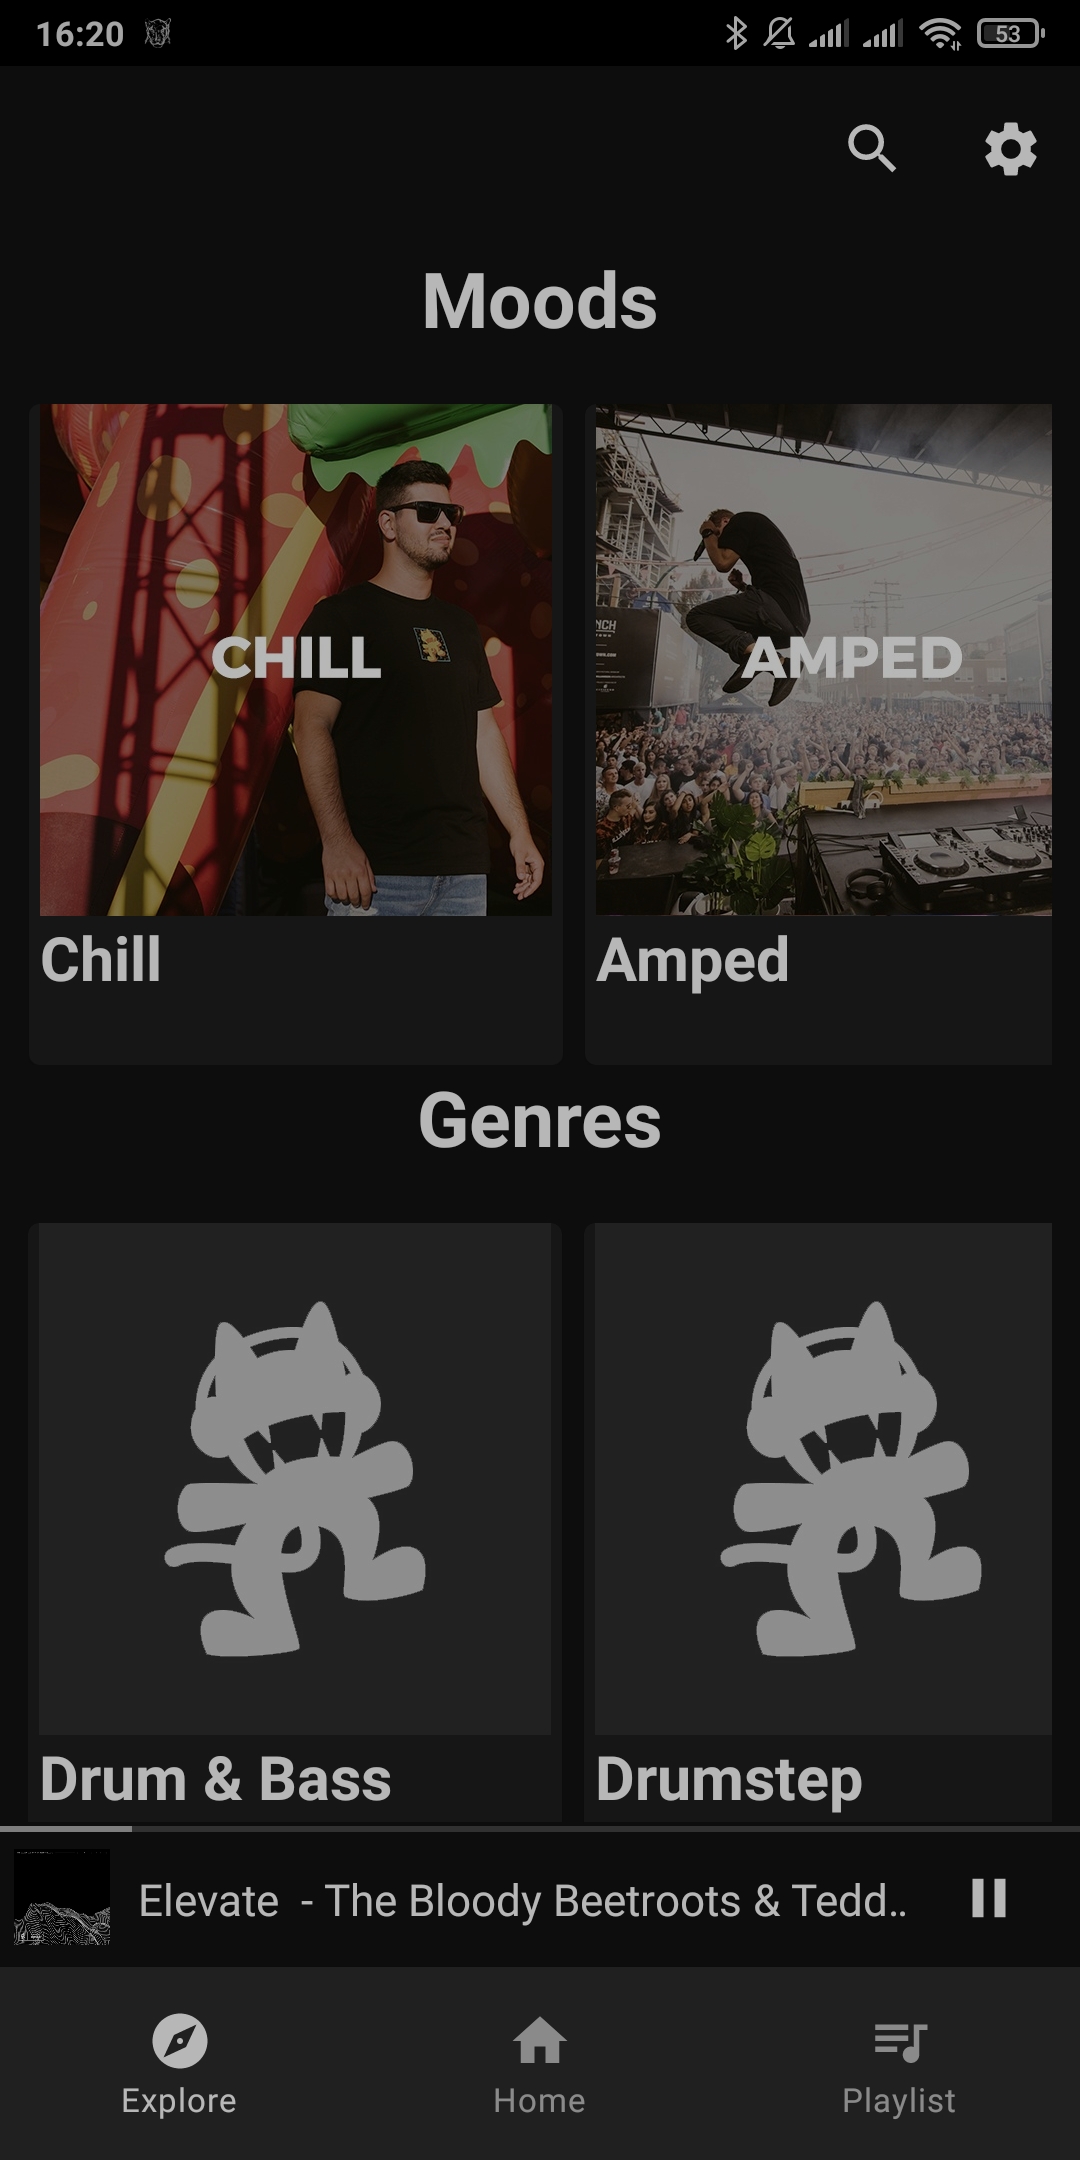 16:20
53
Moods
CHILL
AMPED
Chill
Amped
Genres
Drum & Bass
Drumstep
Elevate - The Bloody Beetroots & Tedd..
Explore
Home
Playlist